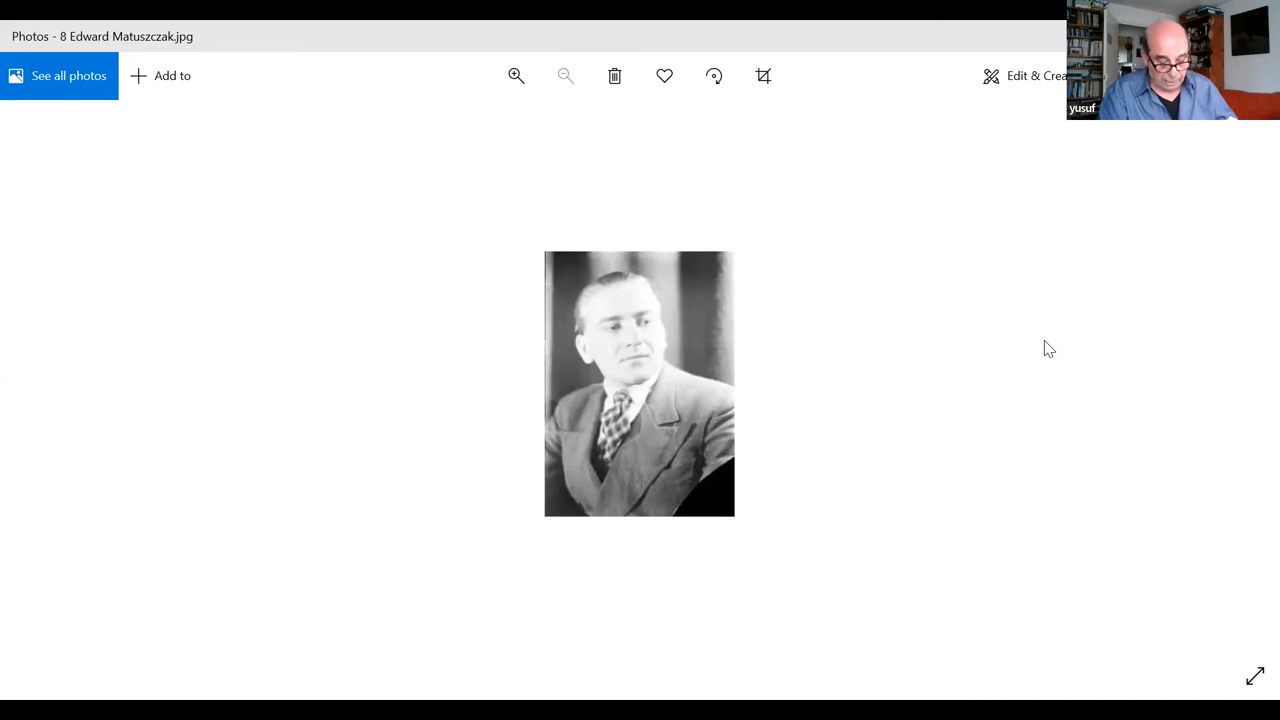 Photos - 8 Edward Matuszczak.jpg
See all photos
Add to
Edit & Crea
yusuf